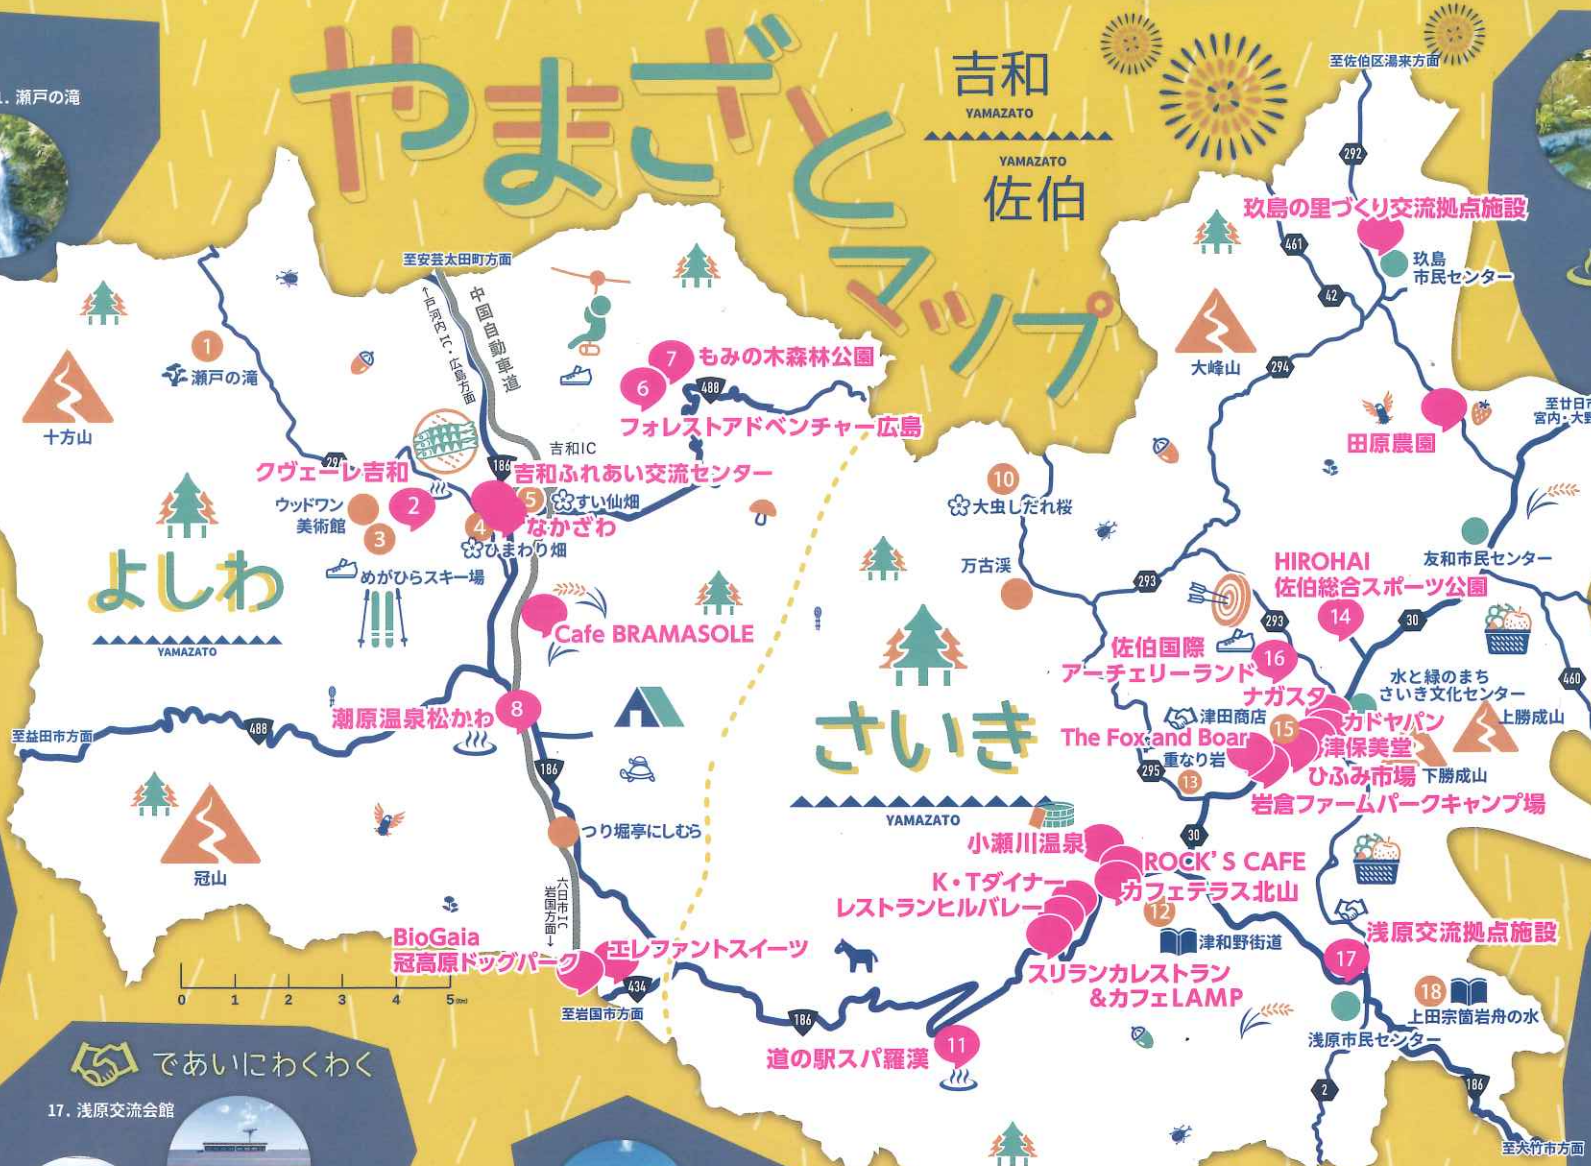 やまざと
マップ
吉和
YAMAZATO
YAMAZATO
佐伯
1. 瀬戸の滝
至安芸太田町方面
至佐伯区湯来方面
292
玖島の里づくり交流拠点施設
461
玖島
市民センター
42
中国自動車道
←戸河内IC・広島方面
1
瀬戸の滝
十方山
7
もみの木森林公園
6
488
フォレストアドベンチャー広島
大峰山
294
田原農園
吉和IC
186
クヴェーレ吉和
吉和ふれあい交流センター
ウッドワン
美術館
2
5
すい仙畑
3
4
なかざわ
ひまわり畑
めがひらスキー場
よしわ
YAMAZATO
Cafe BRAMASOLE
10
大虫しだれ桜
万古渓
293
友和市民センター
HIROHAI
佐伯総合スポーツ公園
14
293
30
佐伯国際
アーチェリーランド
16
水と緑のまち
さいき文化センター
460
ナガスタ
津田商店
15
カドヤパン
上勝成山
The Fox and Boar
津保美堂
重なり岩
295
13
ひふみ市場
下勝成山
岩倉ファームパークキャンプ場
さいき
YAMAZATO
潮原温泉松かわ
8
至益田市方面
488
186
つり堀亭にしむら
冠山
六日市IC
岩国方面→
30
小瀬川温泉
ROCK'S CAFE
K・Tダイナー
カフェテラス北山
レストランヒルバレー
12
津和野街道
スリランカレストラン
&カフェLAMP
浅原交流拠点施設
17
18
上田宗箇岩舟の水
浅原市民センター
BioGaia
冠高原ドッグパーク
エレファントスイーツ
434
至岩国市方面
0 1 2 3 4 5(km)
186
道の駅スパ羅漢
11
2
186
至大竹市方面
であいにわくわく
17. 浅原交流会館